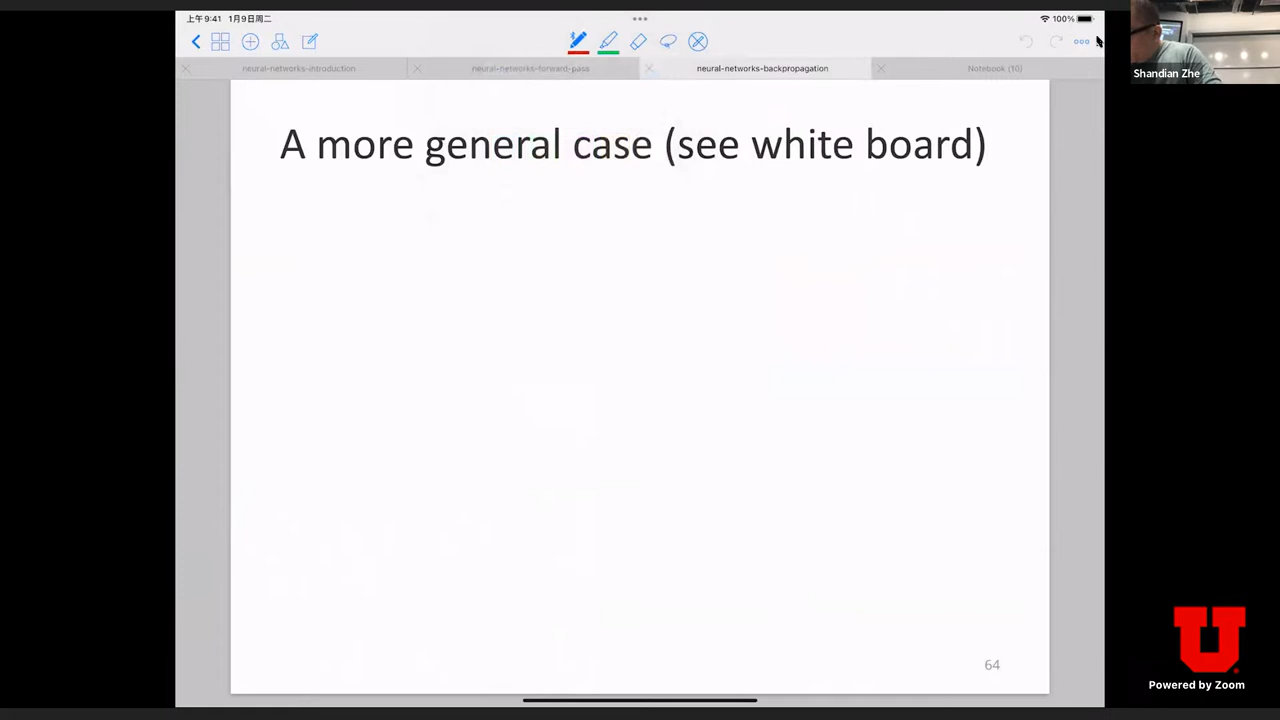 上午9:41 1月9日周二
100%
neural-networks-introduction
neural-networks-forward-pass
neural-networks-backpropagation
Notebook (10)
Shandian Zhe
A more general case (see white board)
64
U
Powered by Zoom